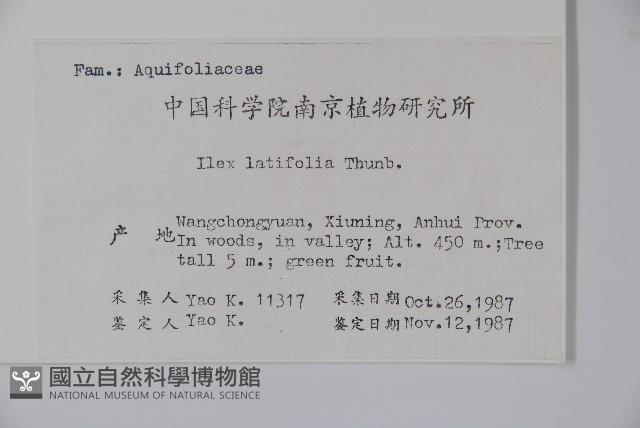 Fam.: Aquifoliaceae
中国科学院南京植物研究所
Ilex latifolia Thunb.
产 地 Wangchongyuan, Xiuning, Anhui Prov.
In woods, in valley; Alt. 450 m.;Tree
tall 5 m.; green fruit.
采集人 Yao K. 11317 采集日期 Oct.26,1987
鉴定人 Yao K. 鉴定日期 Nov.12,1987
國立自然科學博物館
NATIONAL MUSEUM OF NATURAL SCIENCE